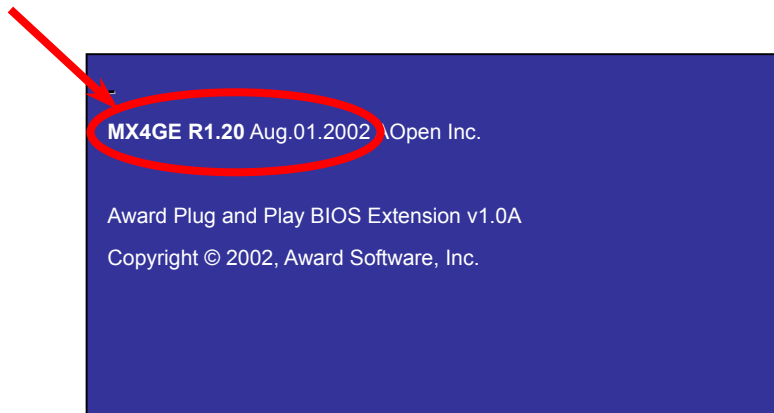 MX4GE R1.20 Aug.01.2002 AOpen Inc.
Award Plug and Play BIOS Extension v1.0A
Copyright © 2002, Award Software, Inc.